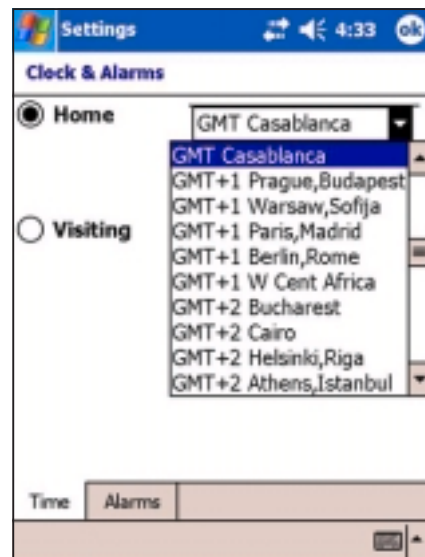 Settings 4:33 ok
Clock & Alarms
Home GMT Casablanca
GMT Casablanca
GMT+1 Prague,Budapest
GMT+1 Warsaw,Sofija
GMT+1 Paris,Madrid
Visiting
GMT+1 Berlin,Rome
GMT+1 W Cent Africa
GMT+2 Bucharest
GMT+2 Cairo
GMT+2 Helsinki,Riga
GMT+2 Athens,Istanbul
Time Alarms